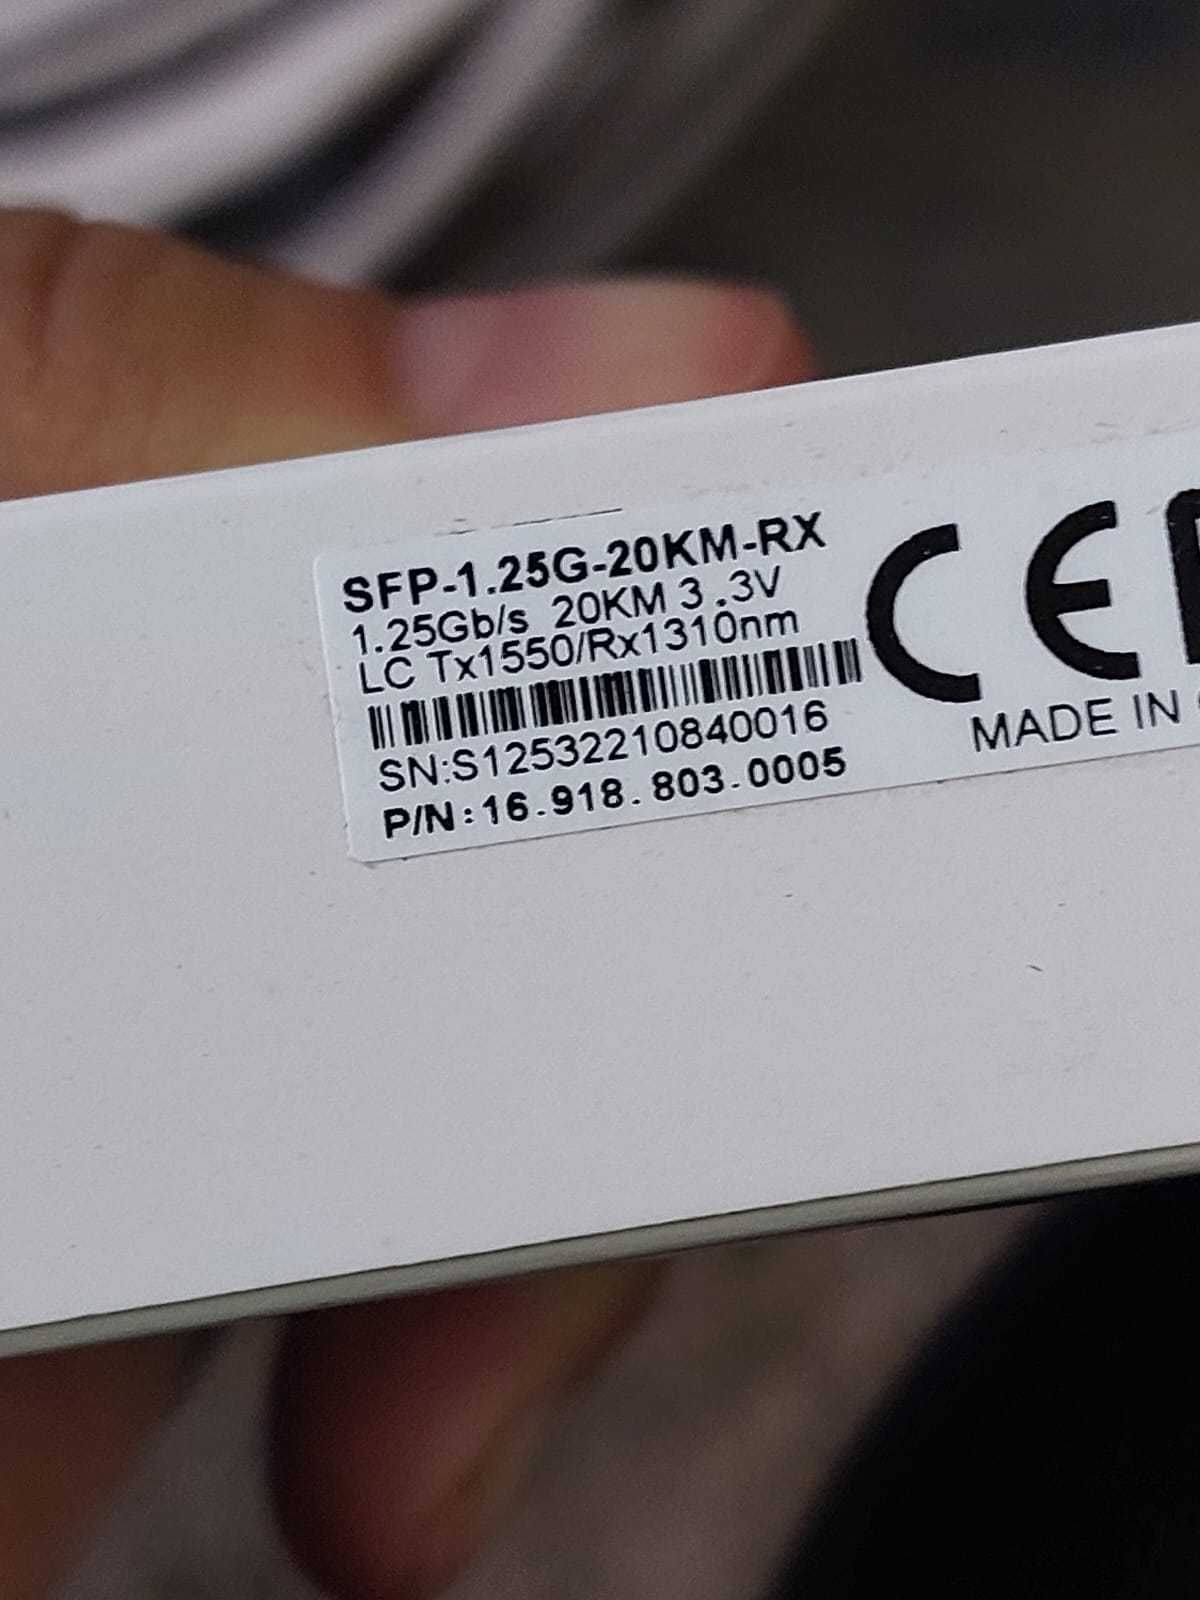 SFP-1.25G-20KM-RX
1.25Gb/s 20KM 3.3V
LC Tx1550/Rx1310nm
SN:S12532210840016
P/N:16.918.803.0005
CE
MADE IN